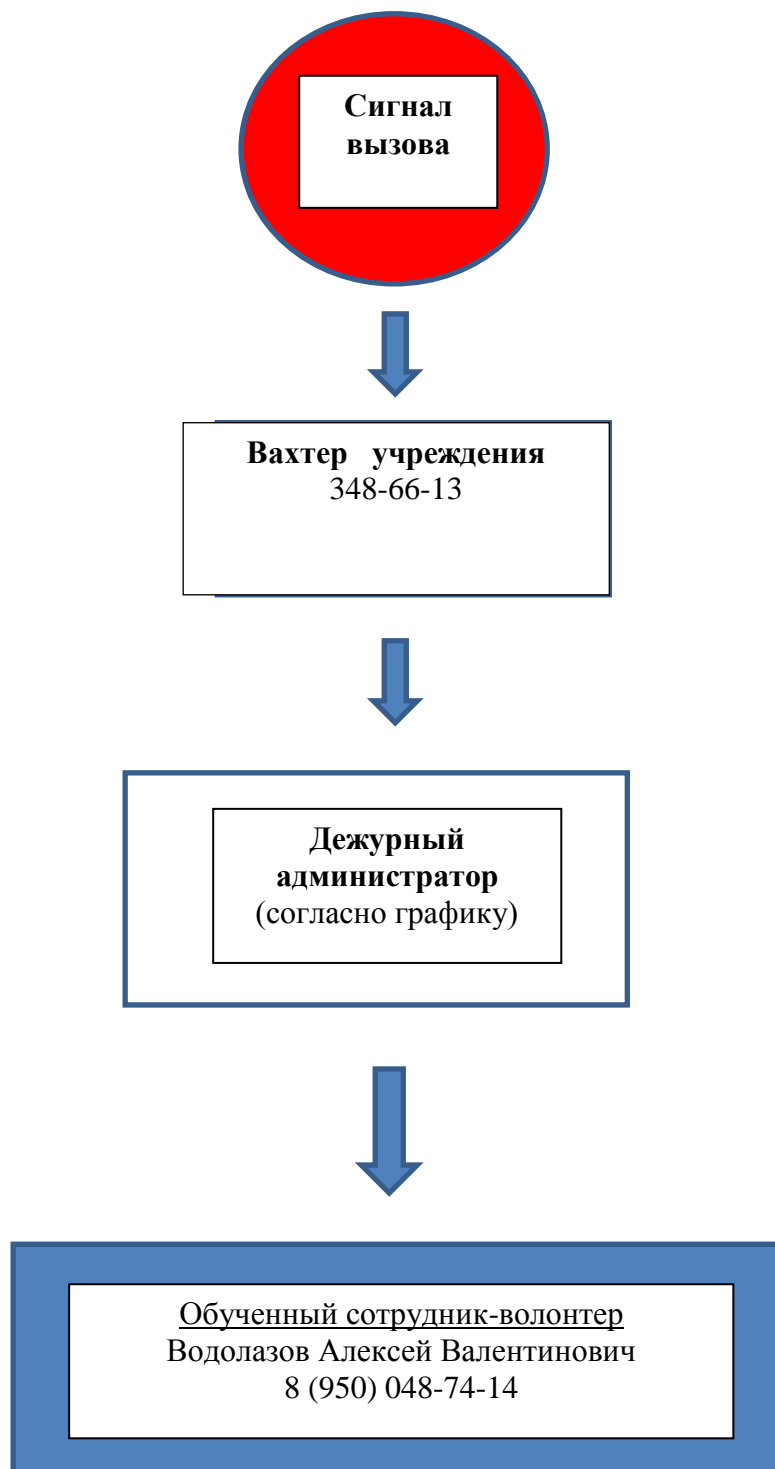 Сигнал
вызова
Вахтер учреждения
348-66-13
Дежурный
администратор
(согласно графику)
Обученный сотрудник-волонтер
Водолазов Алексей Валентинович
8 (950) 048-74-14